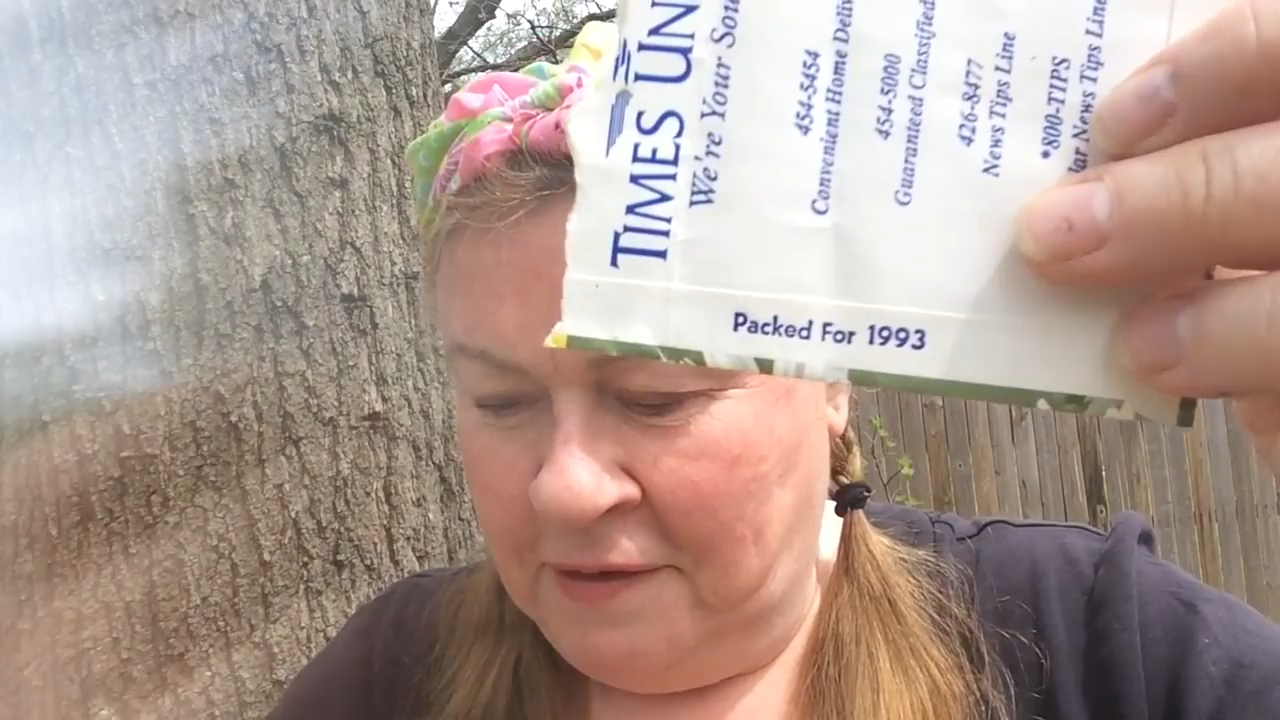 TIMES UN
We're Your Sou
454-5454
Convenient Home Deliv
454-5000
Guaranteed Classified
426-8477
News Tips Line
*800-TIPS
lar News Tips Line
Packed For 1993